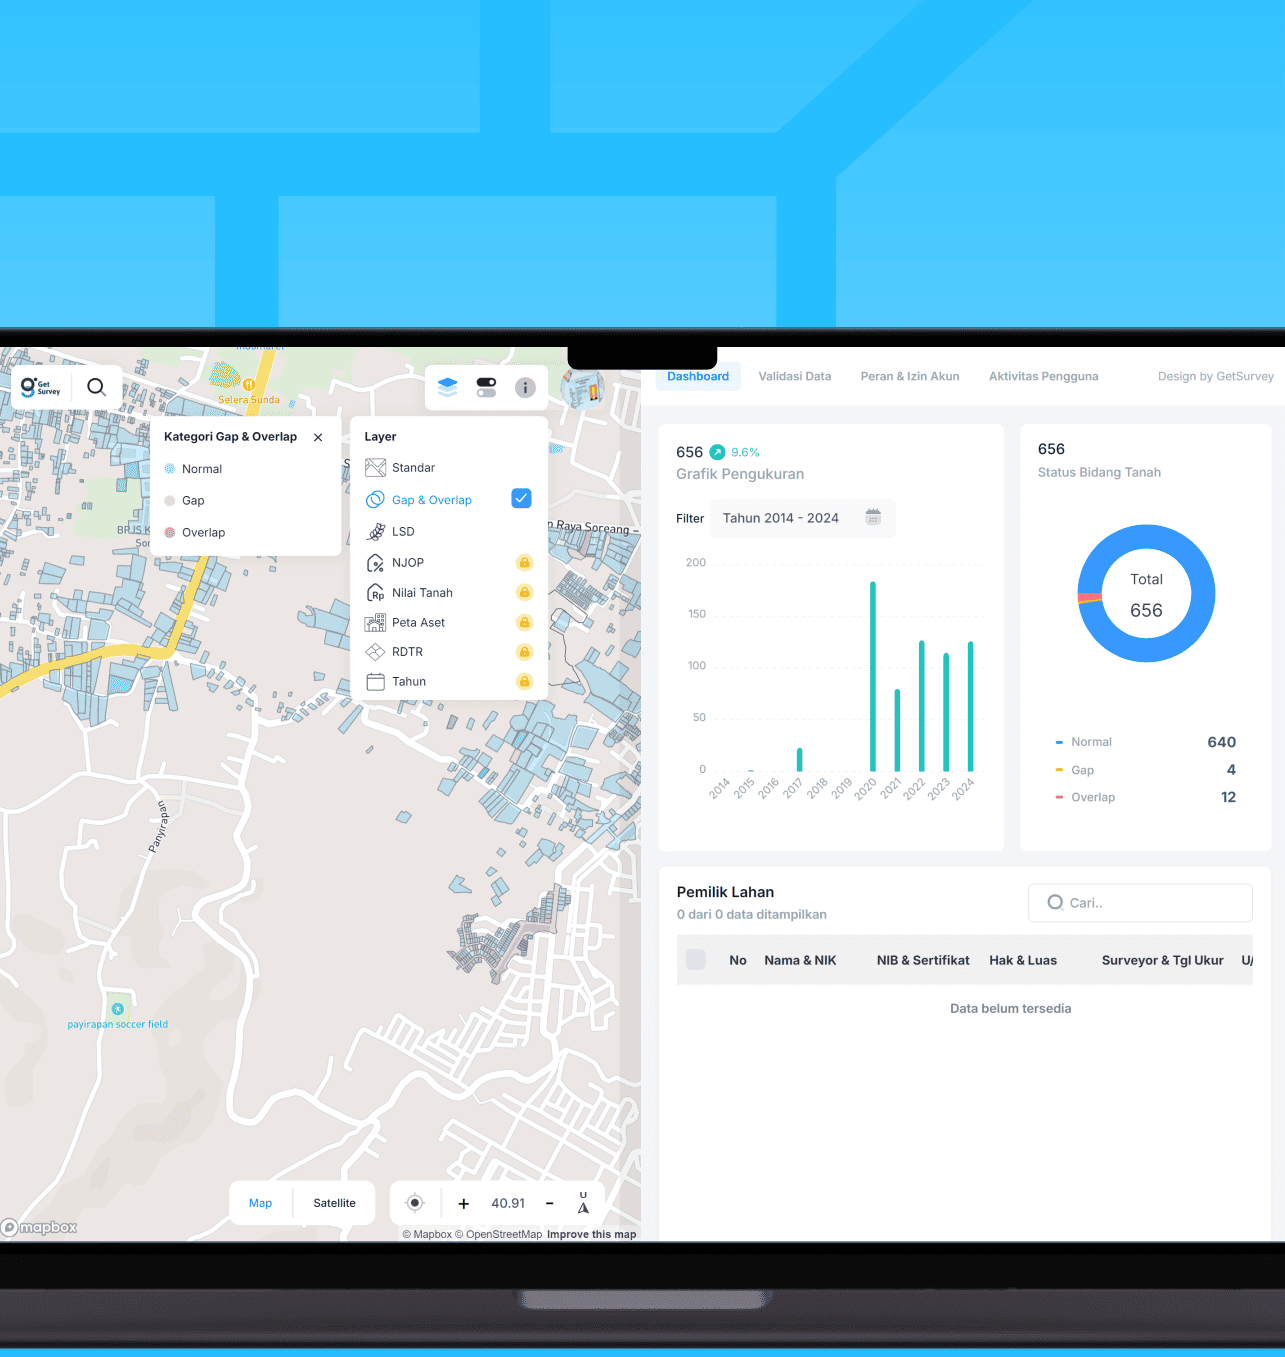 Get
Survey
Selera Sunda
Kategori Gap & Overlap
Normal
Gap
Overlap
Layer
Standar
Gap & Overlap
LSD
NJOP
Nilai Tanah
Peta Aset
RDTR
Tahun
p Raya Soreang –
Panyirapan
payirapan soccer field
Map
Satellite
+
40.91
-
U
mapbox
© Mapbox © OpenStreetMap Improve this map
Dashboard
Validasi Data
Peran & Izin Akun
Aktivitas Pengguna
Design by GetSurvey
656
9.6%
Grafik Pengukuran
Filter
Tahun 2014 - 2024
200
150
100
50
0
2014
2015
2016
2017
2018
2019
2020
2021
2022
2023
2024
656
Status Bidang Tanah
Total
656
Normal 640
Gap 4
Overlap 12
Pemilik Lahan
0 dari 0 data ditampilkan
Cari..
No
Nama & NIK
NIB & Sertifikat
Hak & Luas
Surveyor & Tgl Ukur
U/
Data belum tersedia